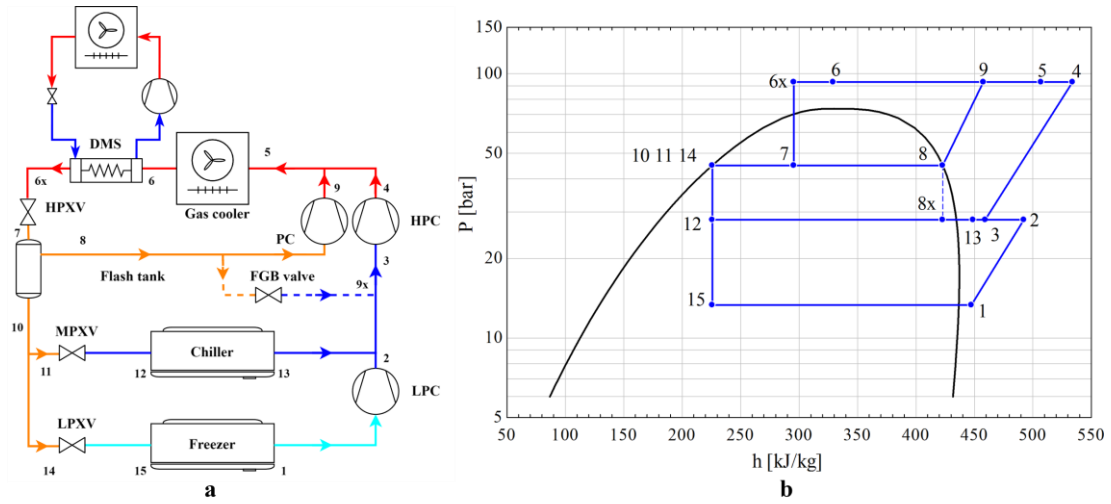 DMS
6x
6
5
Gas cooler
HPXV
9
4
HPC
7
8
PC
3
Flash tank
FGB valve
9x
10
MPXV
Chiller
11
12
13
2
LPC
LPXV
Freezer
14
15
1
a
150
100
50
20
10
5
P [bar]
6x
6
9
5
4
10 11 14
7
8
8x
12
13
3
2
15
1
50 100 150 200 250 300 350 400 450 500 550
h [kJ/kg]
b